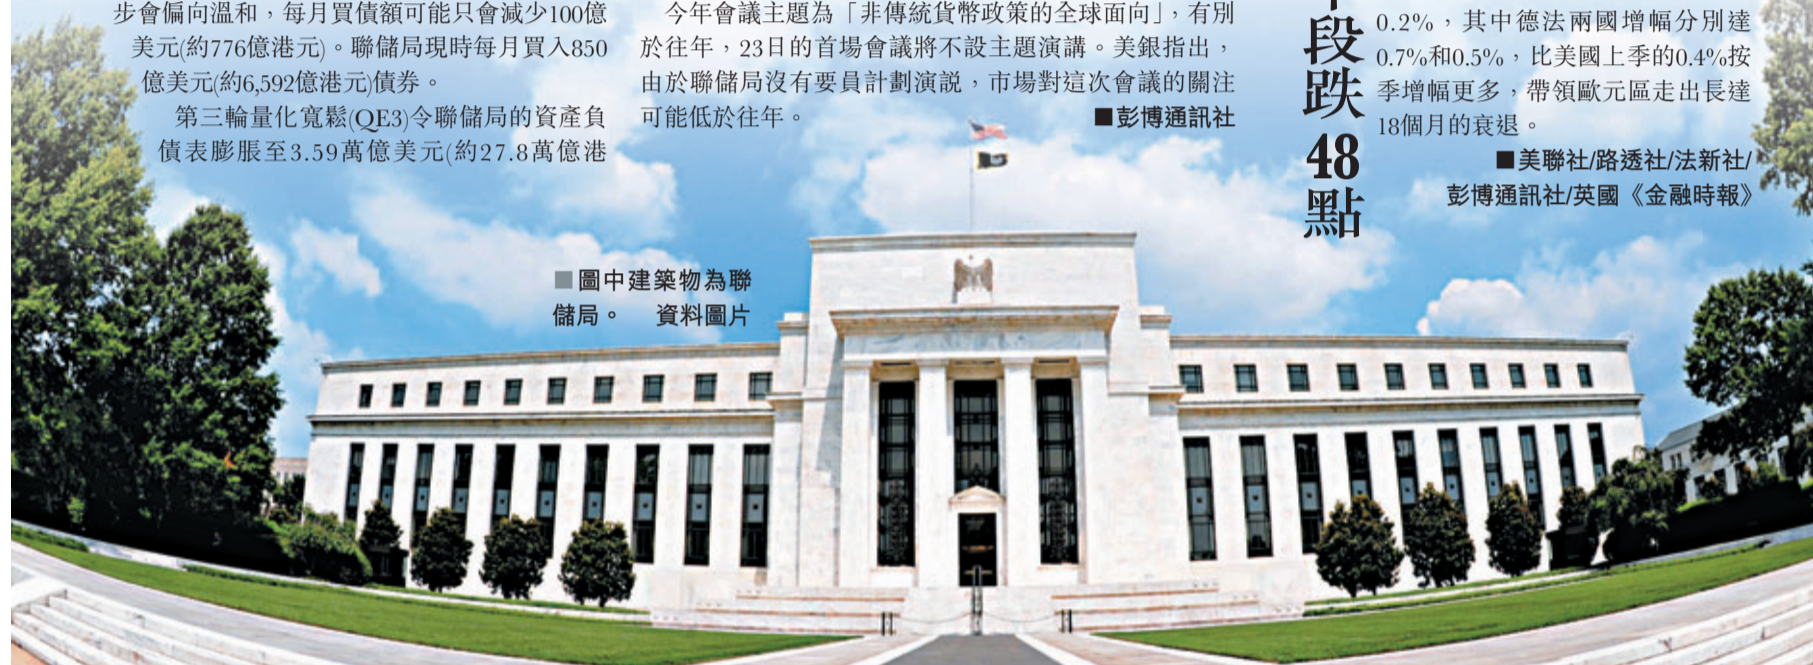 步會偏向溫和，每月買債額可能只會減少100億
美元(約776億港元)。聯儲局現時每月買入850
億美元(約6,592億港元)債券。
第三輪量化寬鬆(QE3)令聯儲局的資產負
債表膨脹至3.59萬億美元(約27.8萬億港
今年會議主題為「非傳統貨幣政策的全球面向」，有別
於往年，23日的首場會議將不設主題演講。美銀指出，
由於聯儲局沒有要員計劃演說，市場對這次會議的關注
可能低於往年。
■彭博通訊社
段跌48點
0.2%，其中德法兩國增幅分別達
0.7%和0.5%，比美國上季的0.4%按
季增幅更多，帶領歐元區走出長達
18個月的衰退。
■美聯社/路透社/法新社/
彭博通訊社/英國《金融時報》
■圖中建築物為聯
儲局。 資料圖片